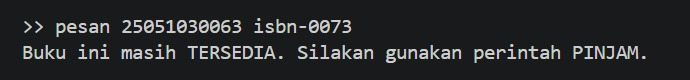 >> pesan 25051030063 isbn-0073
Buku ini masih TERSEDIA. Silakan gunakan perintah PINJAM.